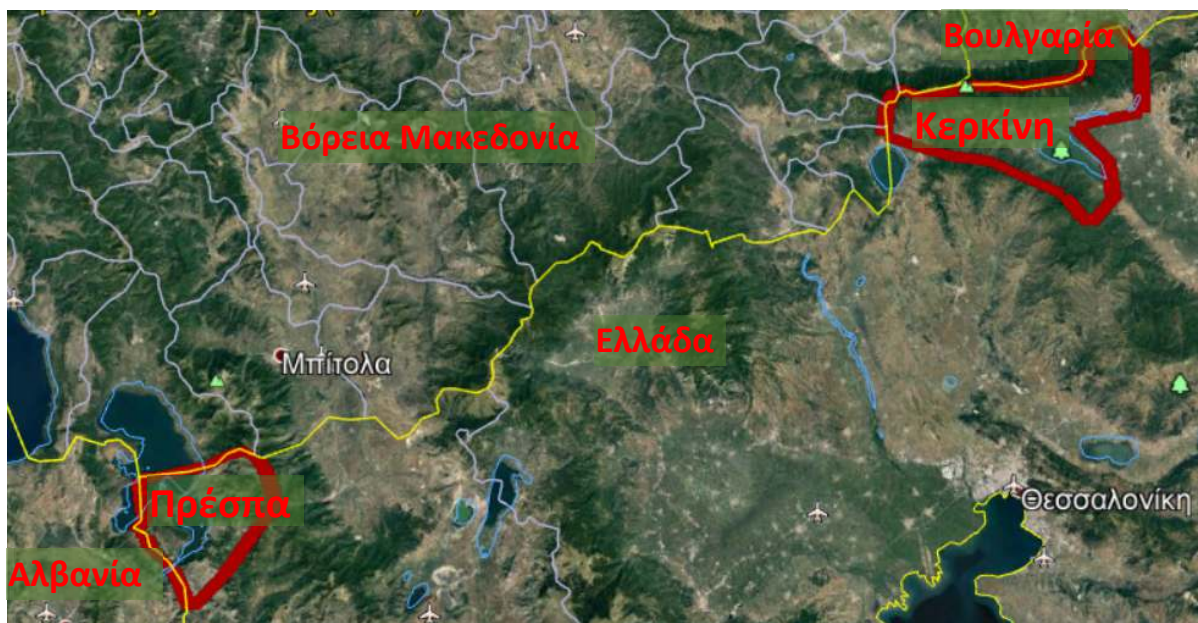 Βουλγαρία
Βόρεια Μακεδονία
Κερκίνη
Ελλάδα
Μπίτολα
Πρέσπα
Θεσσαλονίκη
Αλβανία